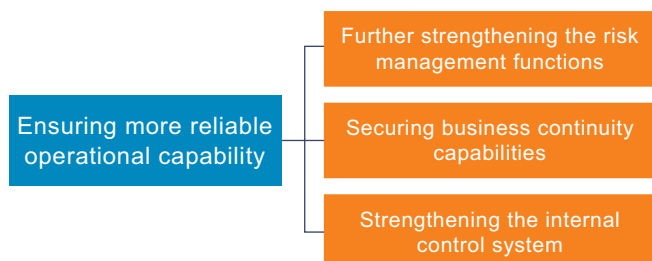 Ensuring more reliable
operational capability
Further strengthening the risk
management functions
Securing business continuity
capabilities
Strengthening the internal
control system